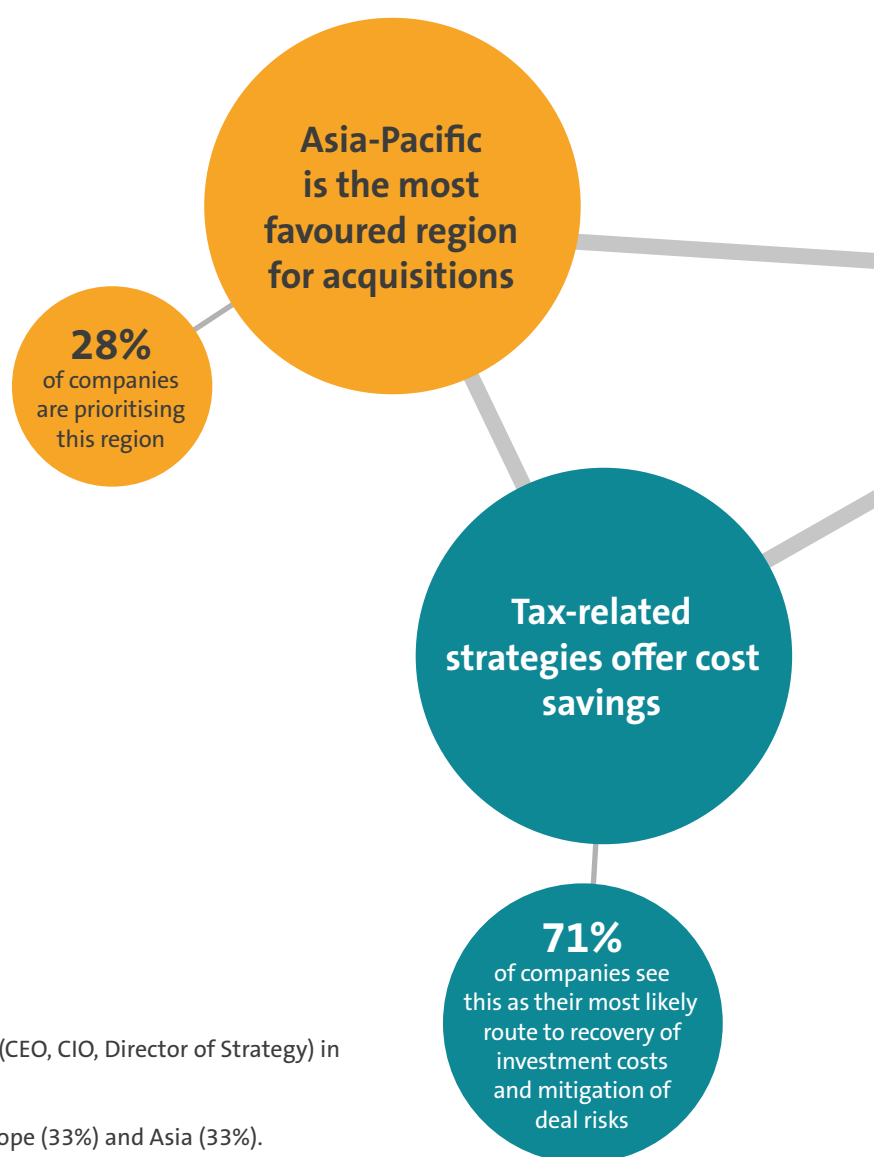 Asia-Pacific
is the most
favoured region
for acquisitions
28%
of companies
are prioritising
this region
Tax-related
strategies offer cost
savings
71%
of companies see
this as their most likely
route to recovery of
investment costs
and mitigation of
deal risks
(CEO, CIO, Director of Strategy) in
ope (33%) and Asia (33%).